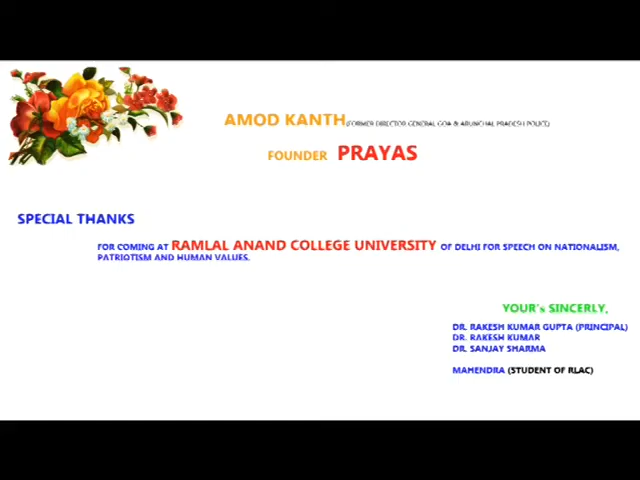 AMOD KANTH (FORMER DIRECTOR GENERAL GOA & ARUNCHAL PRADESH POLICE)
FOUNDER PRAYAS
SPECIAL THANKS
FOR COMING AT RAMLAL ANAND COLLEGE UNIVERSITY OF DELHI FOR SPEECH ON NATIONALISM,
PATRIOTISM AND HUMAN VALUES.
YOUR's SINCERLY,
DR. RAKESH KUMAR GUPTA (PRINCIPAL)
DR. RAKESH KUMAR
DR. SANJAY SHARMA
MAHENDRA (STUDENT OF RLAC)